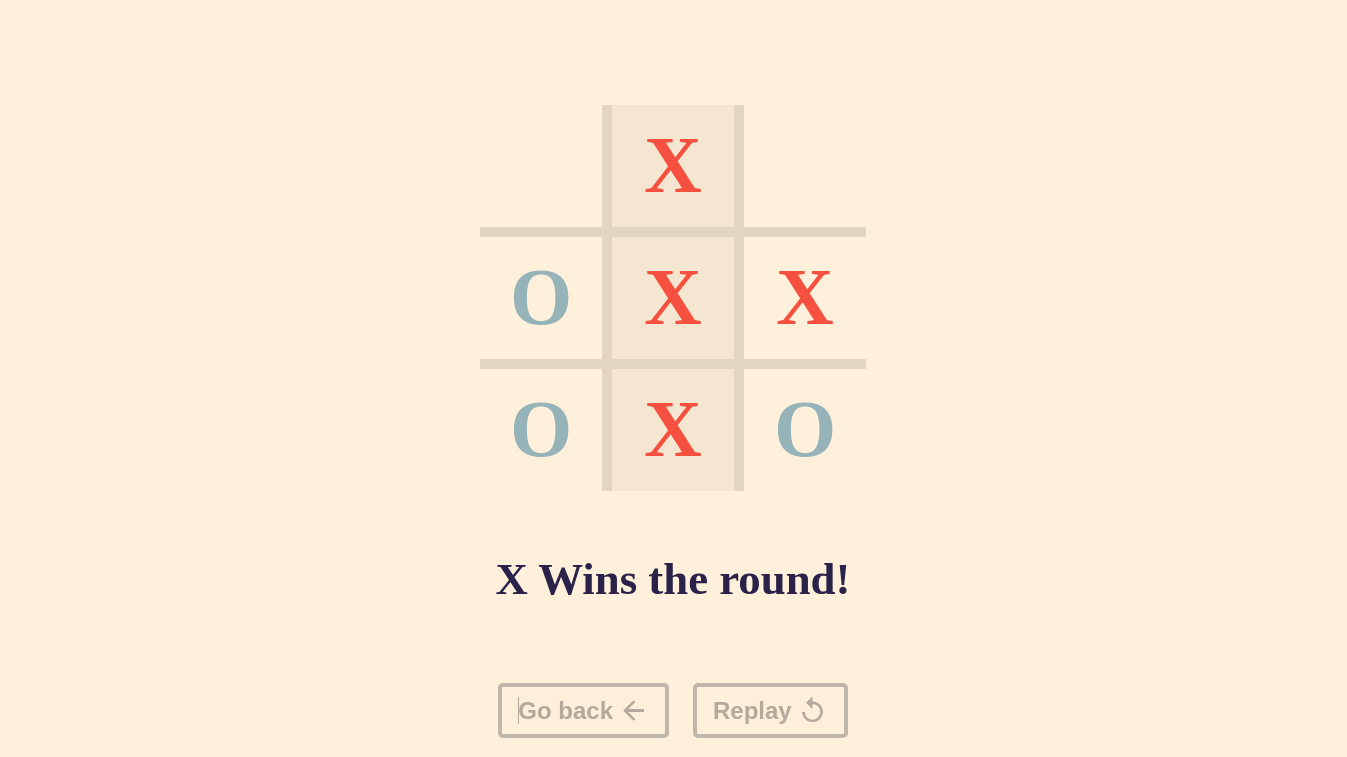 X
O X X
O X O
X Wins the round!
Go back
Replay